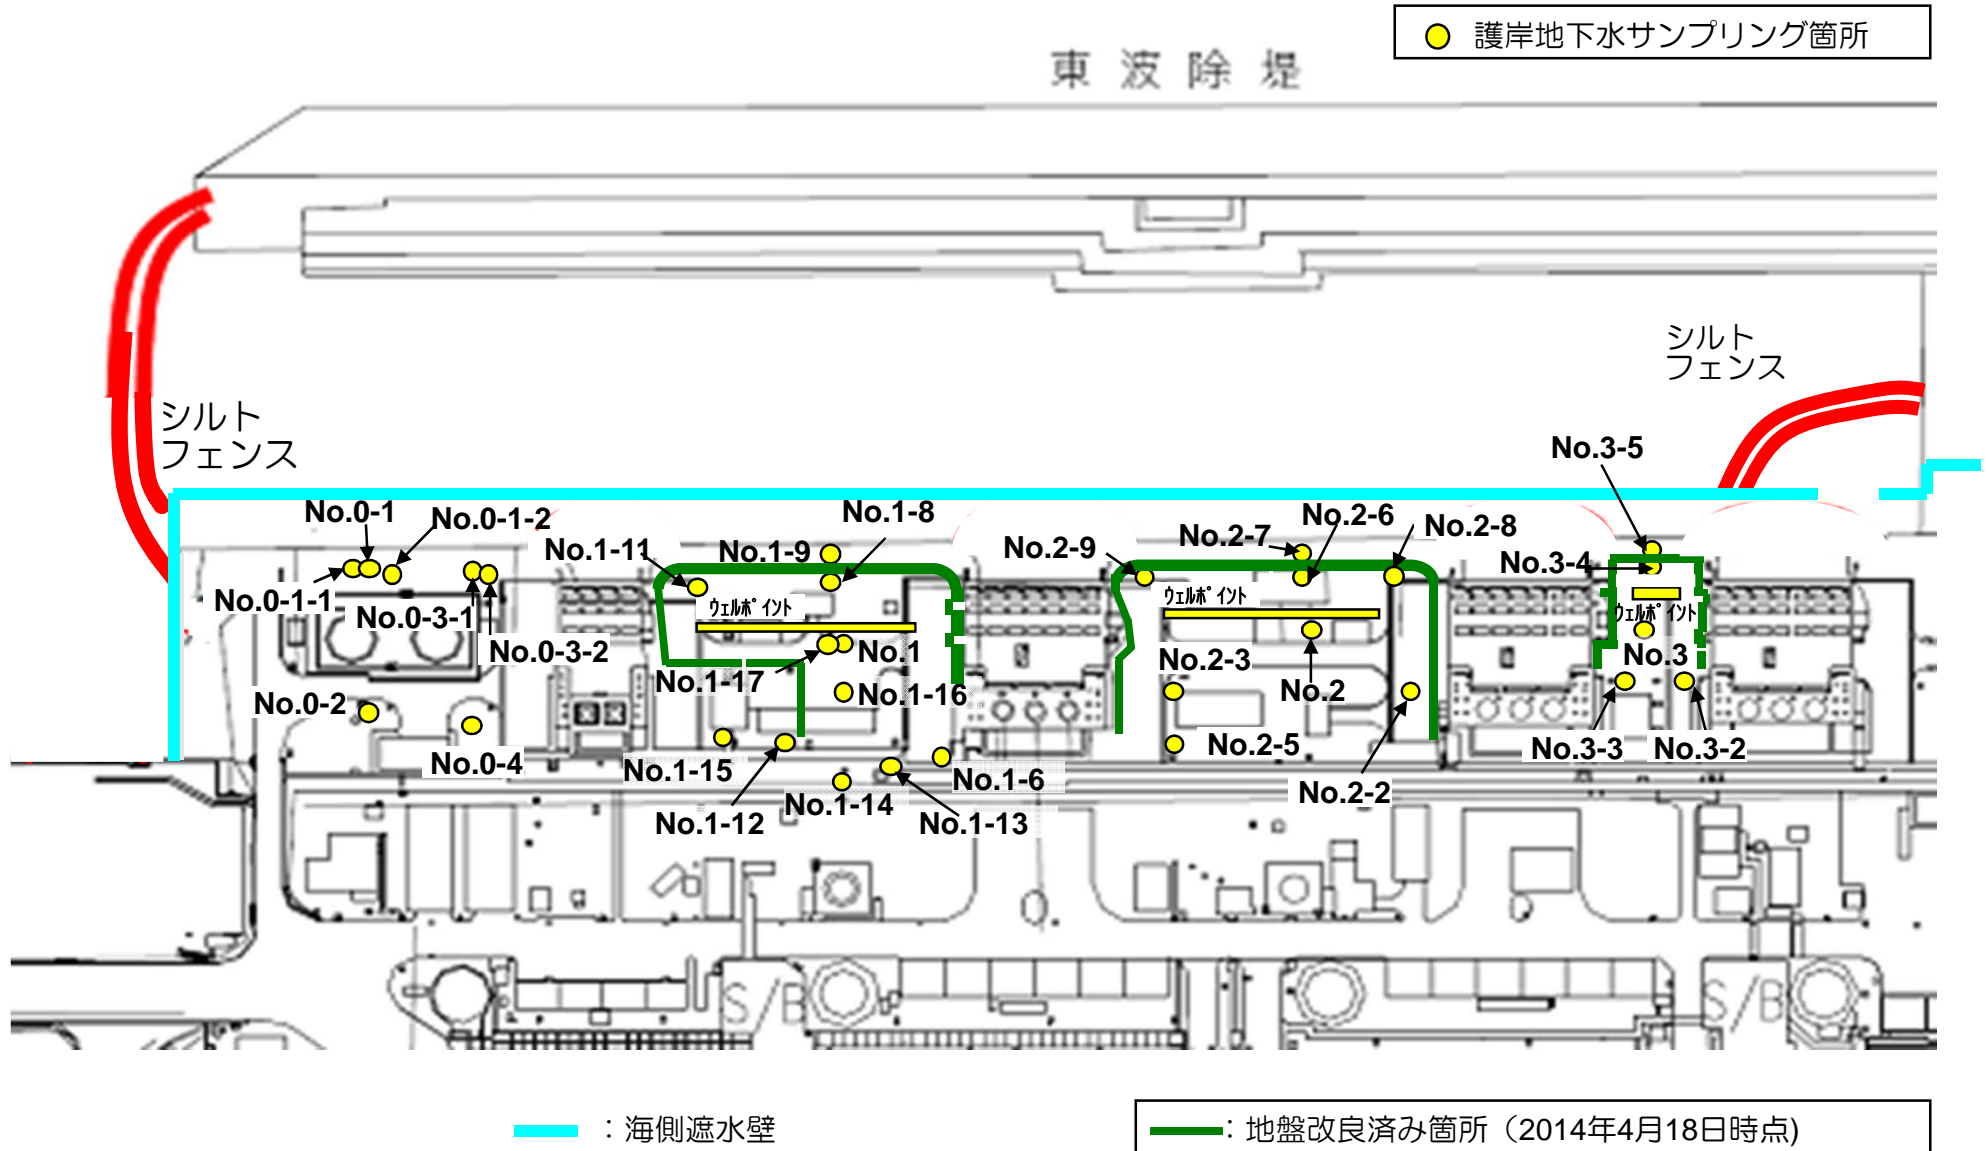 護岸地下水サンプリング箇所
東波除堤
シルト
フェンス
シルト
フェンス
No.3-5
No.0-1
No.0-1-2
No.1-8
No.2-6
No.2-8
No.1-11
No.1-9
No.2-9
No.2-7
No.3-4
No.0-1-1
No.0-3-1
ウェルポイント
ウェルポイント
ウェルポイント
No.0-3-2
No.1
No.2-3
No.3
No.1-17
No.1-16
No.2
No.0-2
No.0-4
No.1-15
No.1-6
No.2-5
No.3-3
No.3-2
No.1-14
No.2-2
No.1-12
No.1-13
S/B
S/B
：海側遮水壁
：地盤改良済み箇所（2014年4月18日時点)